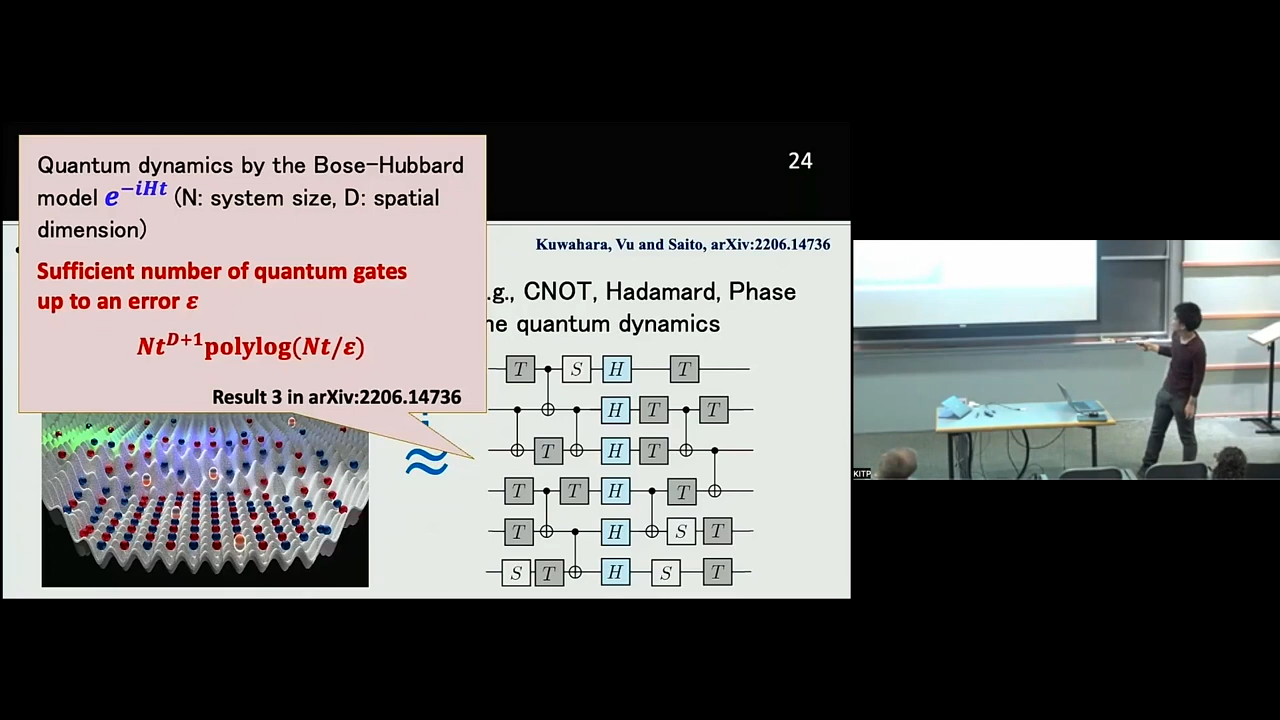 24
Quantum dynamics by the Bose-Hubbard
model e^{-iHt} (N: system size, D: spatial
dimension)
Sufficient number of quantum gates
up to an error ε
Nt^{D+1}polylog(Nt/ε)
Result 3 in arXiv:2206.14736
Kuwahara, Vu and Saito, arXiv:2206.14736
.g., CNOT, Hadamard, Phase
quantum dynamics
≈
T S H T
H T T
T H T
T T H T
T H S T
S T H S T
KITP